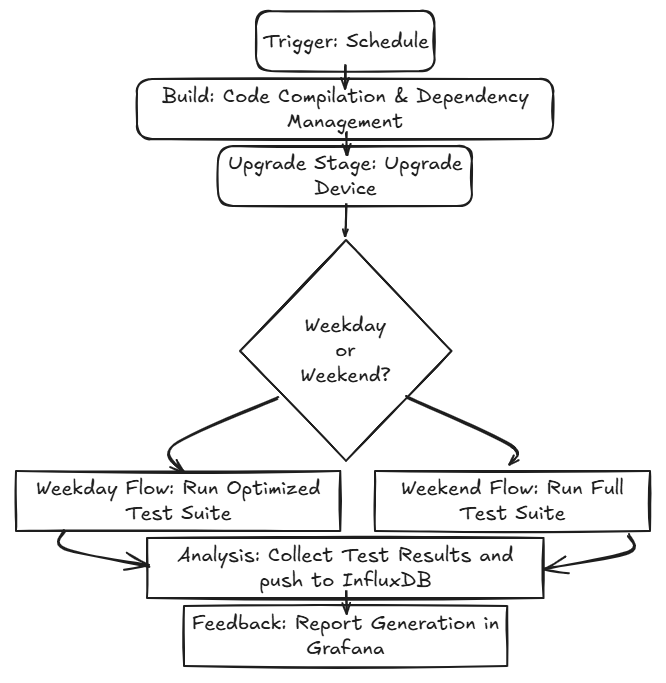 Trigger: Schedule
Build: Code Compilation & Dependency
Management
Upgrade Stage: Upgrade
Device
Weekday
or
Weekend?
Weekday Flow: Run Optimized
Test Suite
Weekend Flow: Run Full
Test Suite
Analysis: Collect Test Results and
push to InfluxDB
Feedback: Report Generation in
Grafana